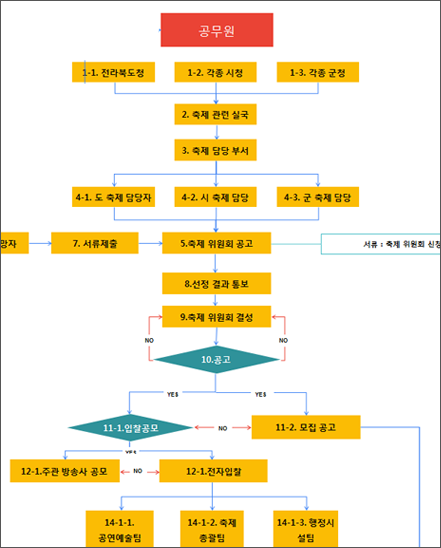 공무원
1-1. 전라북도청
1-2. 각종 시청
1-3. 각종 군청
2. 축제 관련 실국
3. 축제 담당 부서
4-1. 도 축제 담당자
4-2. 시 축제 담당
4-3. 군 축제 담당
망자
7. 서류제출
5.축제 위원회 공고
서류 : 축제 위원회 신청
8.선정 결과 통보
9.축제 위원회 결성
NO
NO
10.공고
YES
YES
11-1.입찰공모
NO
11-2. 모집 공고
YES
12-1.주관 방송사 공모
NO
12-1.전자입찰
14-1-1.
공연예술팀
14-1-2. 축제
총괄팀
14-1-3. 행정시
설팀